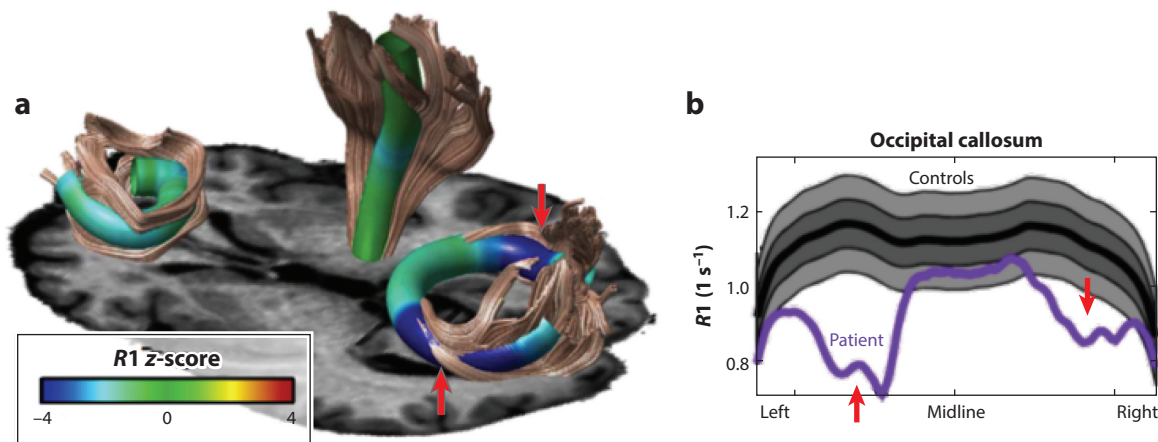 a
R1 z-score
–4
0
4
b
Occipital callosum
Controls
Patient
R1 (1 s⁻¹)
1.2
1.0
0.8
Left
Midline
Right